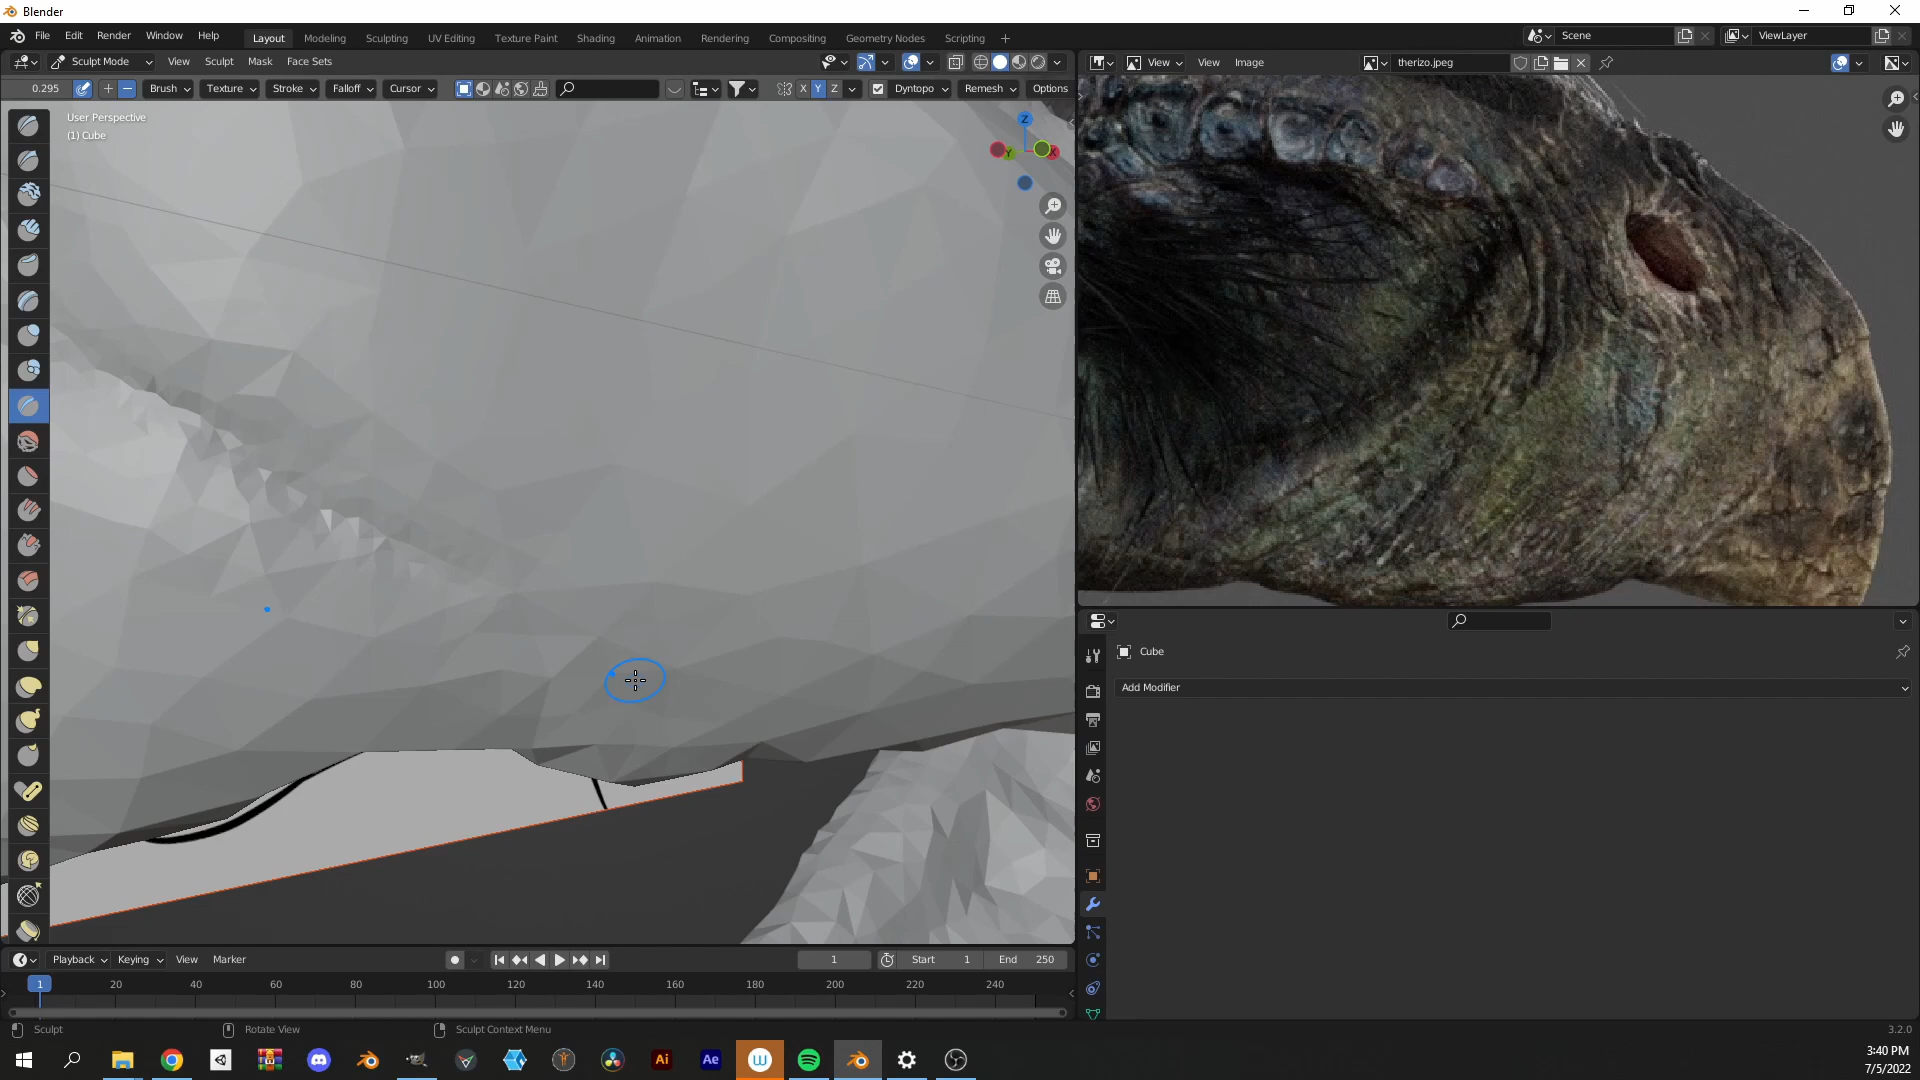 Blender
File Edit Render Window Help Layout Modeling Sculpting UV Editing Texture Paint Shading Animation Rendering Compositing Geometry Nodes Scripting + Scene ViewLayer
Sculpt Mode View Sculpt Mask Face Sets View View Image therizo.jpeg
0.295 Brush Texture Stroke Falloff Cursor X Y Z Dyntopo Remesh Options
User Perspective
(1) Cube
Z
Y X
Cube
Add Modifier
Playback Keying View Marker 1 Start 1 End 250
1 20 40 60 80 100 120 140 160 180 200 220 240
Sculpt Rotate View Sculpt Context Menu 3.2.0
Ai Ae W
3:40 PM
7/5/2022